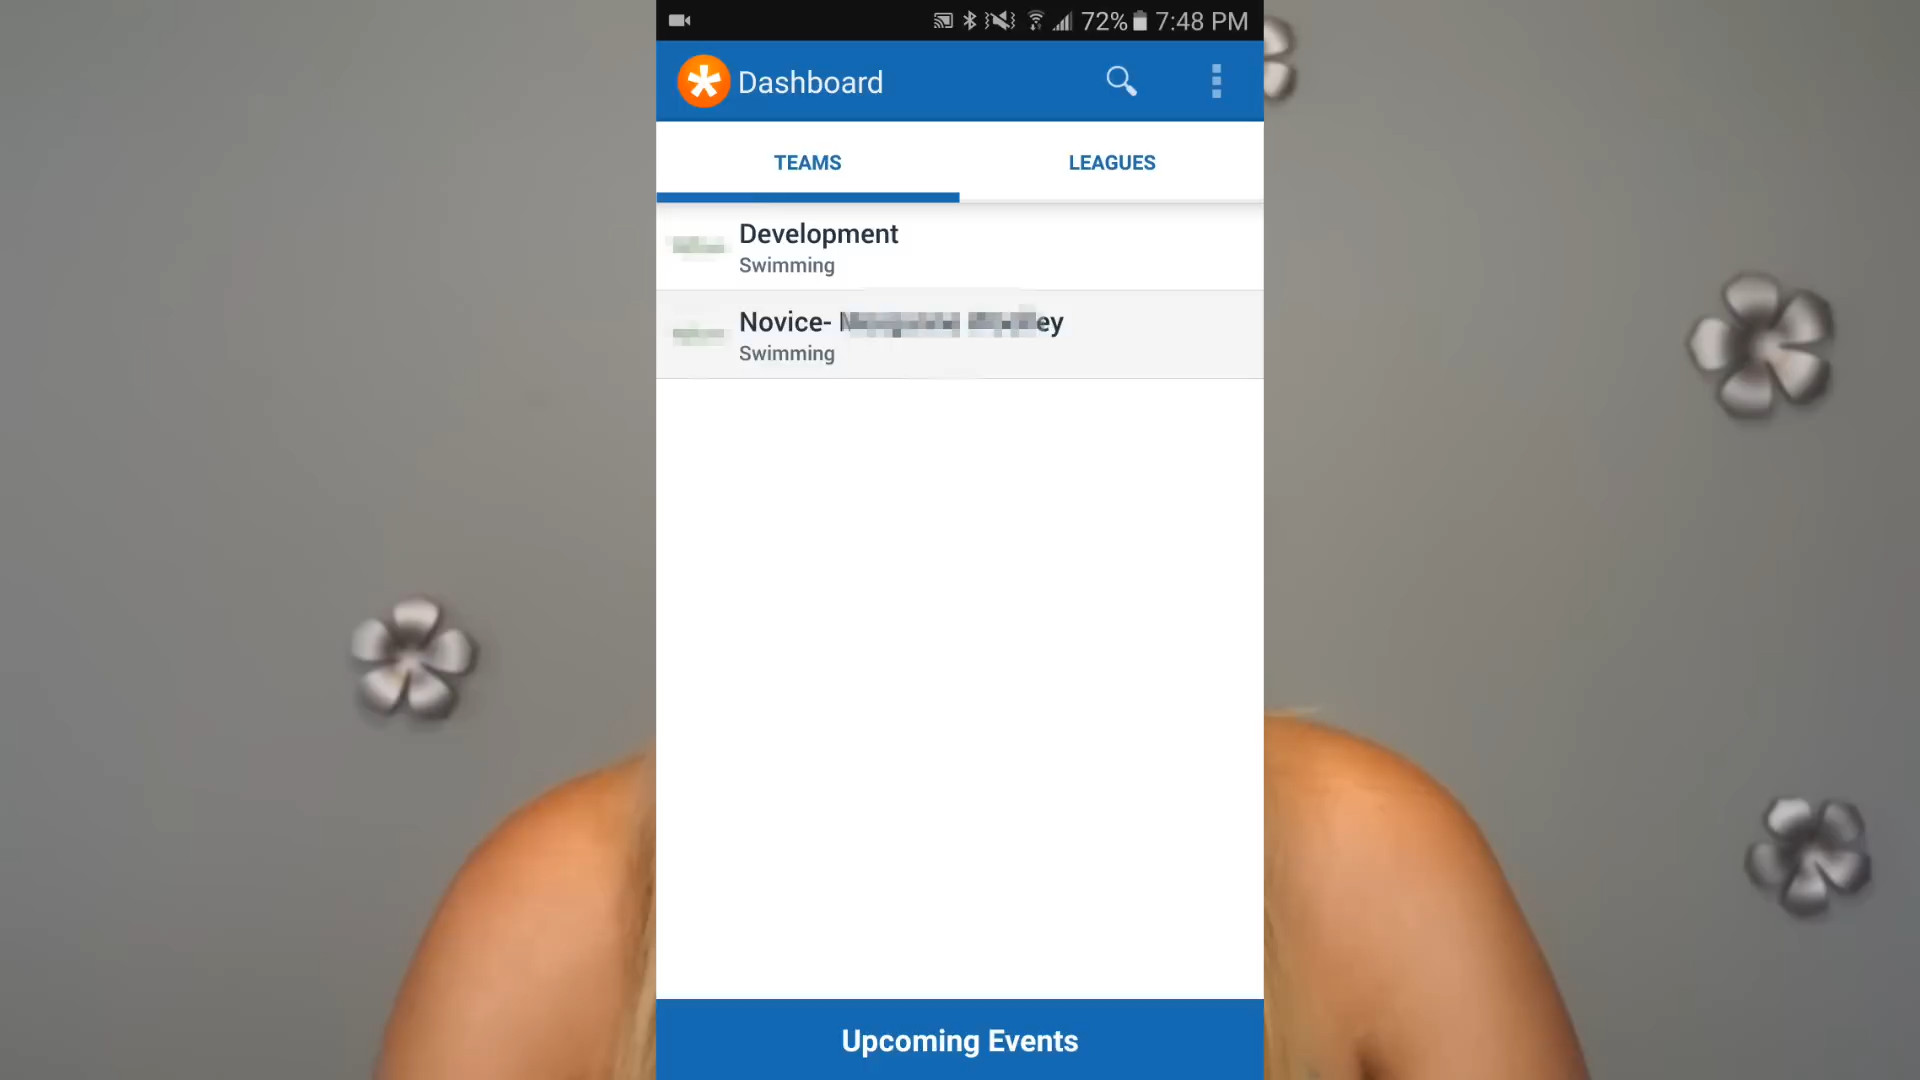 72% 7:48 PM
Dashboard
TEAMS
LEAGUES
Development
Swimming
Novice-
Swimming
Upcoming Events